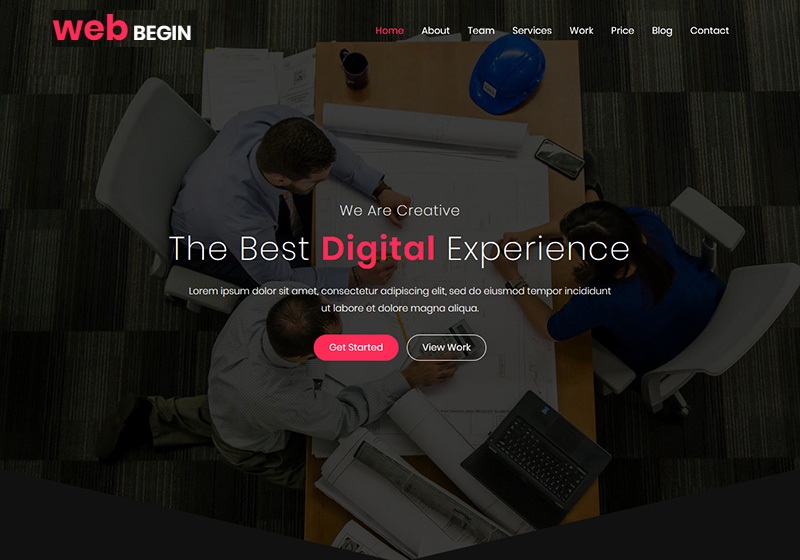 web BEGIN
Home About Team Services Work Price Blog Contact
We Are Creative
The Best Digital Experience
Lorem ipsum dolor sit amet, consectetur adipiscing elit, sed do eiusmod tempor incididunt
ut labore et dolore magna aliqua.
Get Started View Work